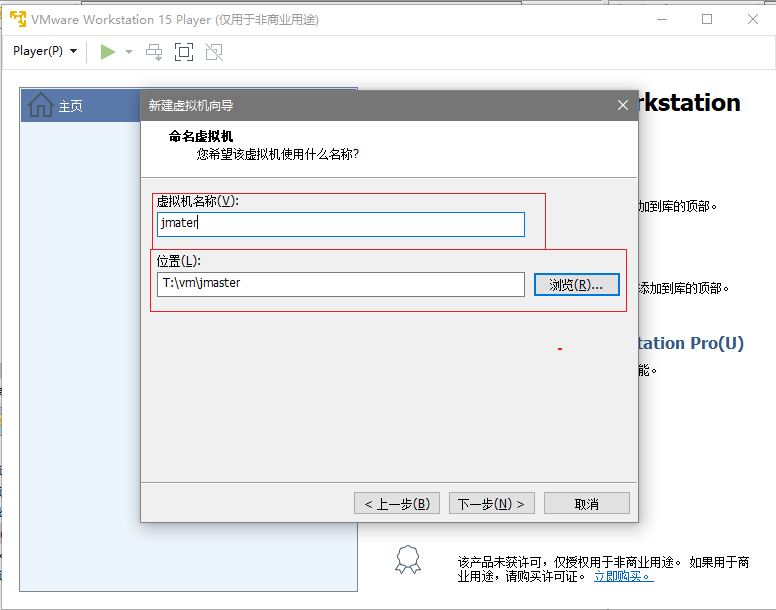 VMware Workstation 15 Player (仅用于非商业用途)
Player(P)
主页
rkstation
新建虚拟机向导
命名虚拟机
您希望该虚拟机使用什么名称?
虚拟机名称(V):
jmater
加到库的顶部。
位置(L):
T:\vm\jmaster
浏览(R)...
添加到库的顶部。
tation Pro(U)
能。
< 上一步(B)
下一步(N) >
取消
该产品未获许可，仅授权用于非商业用途。 如果用于商
业用途，请购买许可证。 立即购买。